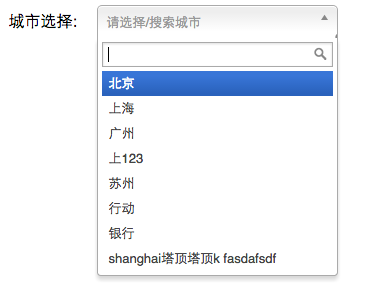 城市选择:
请选择/搜索城市
北京
上海
广州
上123
苏州
行动
银行
shanghai塔顶塔顶k fasdafsdf